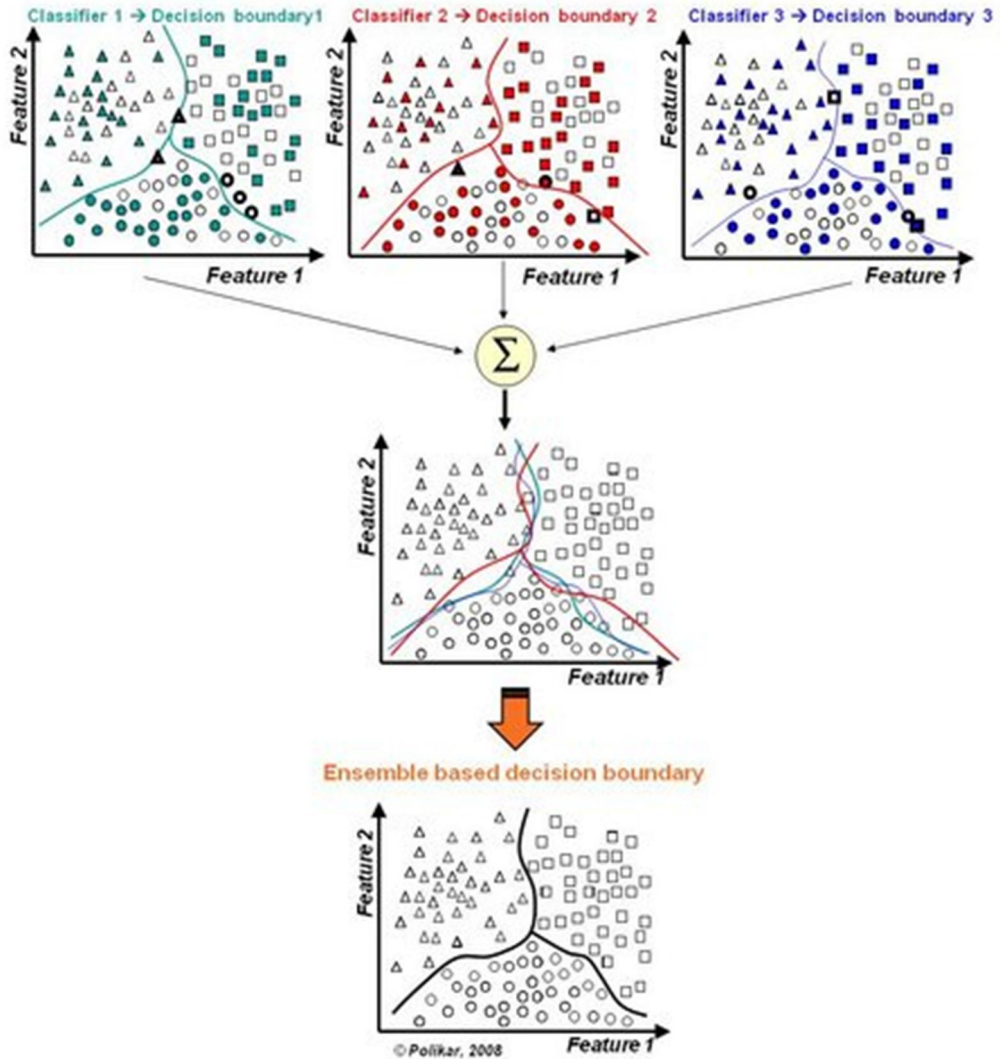 Classifier 1 → Decision boundary1
Classifier 2 → Decision boundary 2
Classifier 3 → Decision boundary 3
Feature 2
Feature 1
Feature 2
Feature 1
Feature 2
Feature 1
Σ
Feature 2
Feature 1
Ensemble based decision boundary
Feature 2
Feature 1
© Polikar, 2008